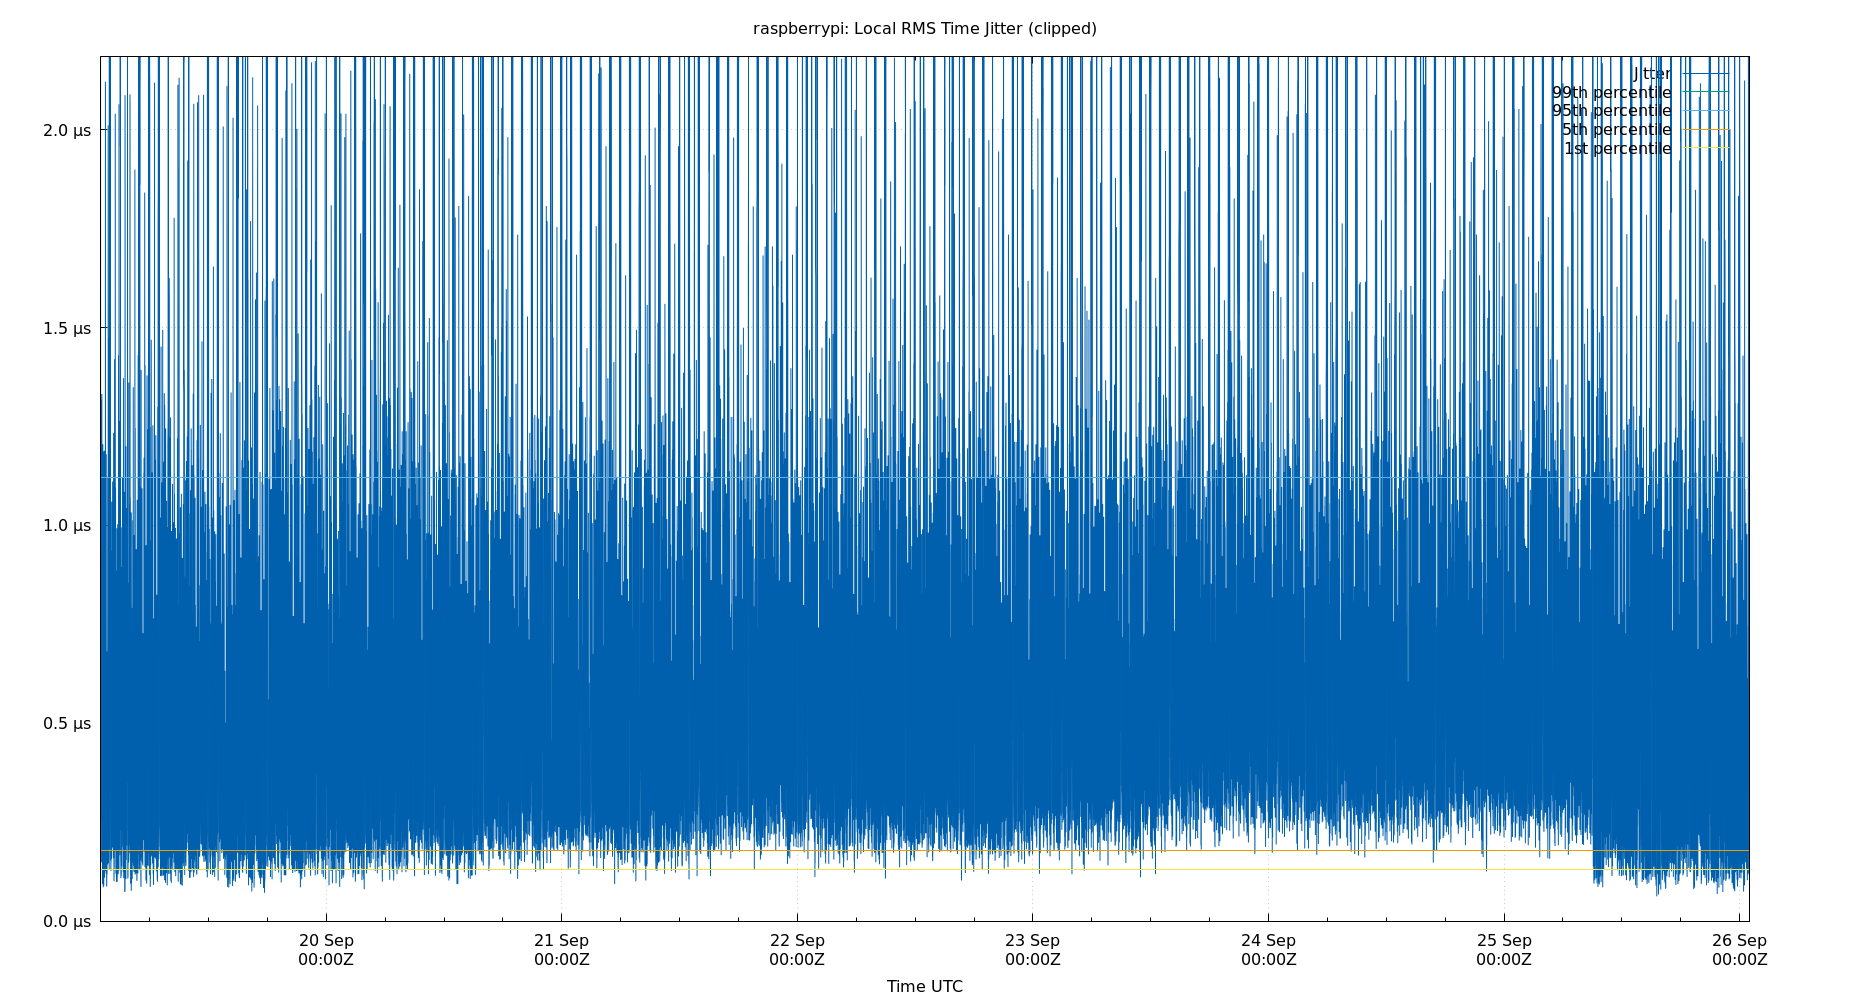 raspberrypi: Local RMS Time Jitter (clipped)
Jitter
99th percentile
95th percentile
5th percentile
1st percentile
2.0 µs
1.5 µs
1.0 µs
0.5 µs
0.0 µs
20 Sep 21 Sep 22 Sep 23 Sep 24 Sep 25 Sep 26 Sep
00:00Z 00:00Z 00:00Z 00:00Z 00:00Z 00:00Z 00:00Z
Time UTC